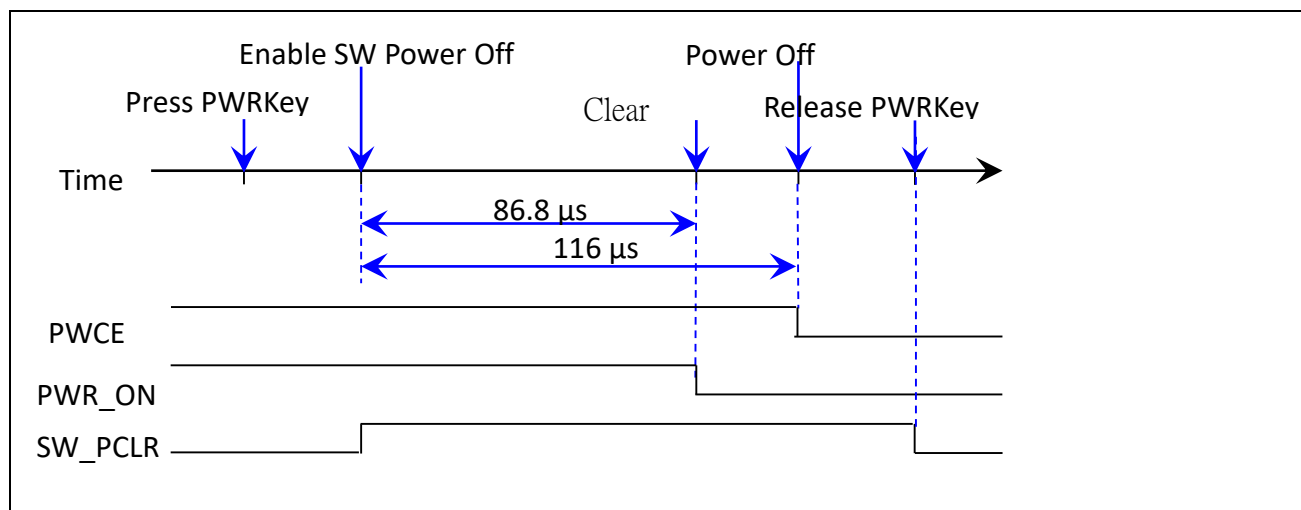 Enable SW Power Off
Power Off
Press PWRKey
Clear
Release PWRKey
Time
86.8 μs
116 μs
PWCE
PWR_ON
SW_PCLR